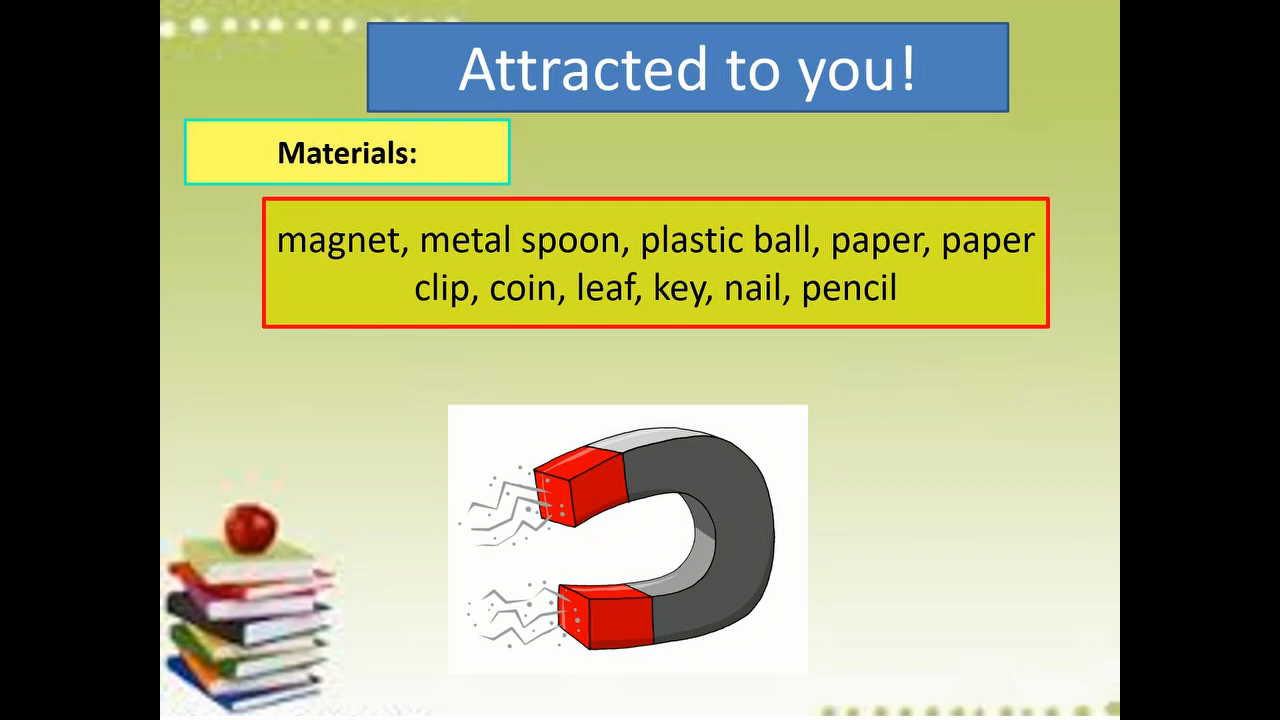 Attracted to you!
Materials:
magnet, metal spoon, plastic ball, paper, paper
clip, coin, leaf, key, nail, pencil